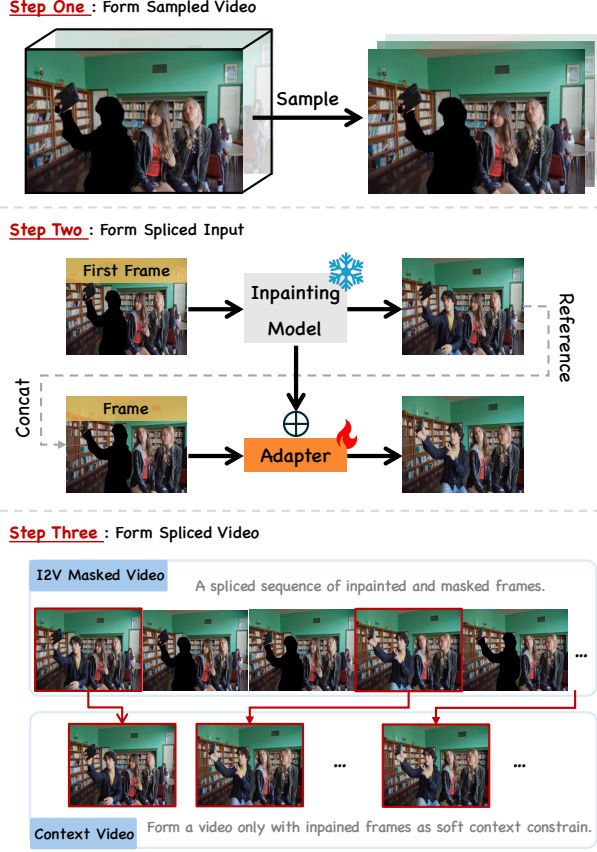 Step One : Form Sampled Video
Sample
Step Two : Form Spliced Input
First Frame
Inpainting
Model
Reference
Concat
Frame
Adapter
Step Three : Form Spliced Video
I2V Masked Video
A spliced sequence of inpainted and masked frames.
...
... ...
Context Video
Form a video only with inpained frames as soft context constrain.